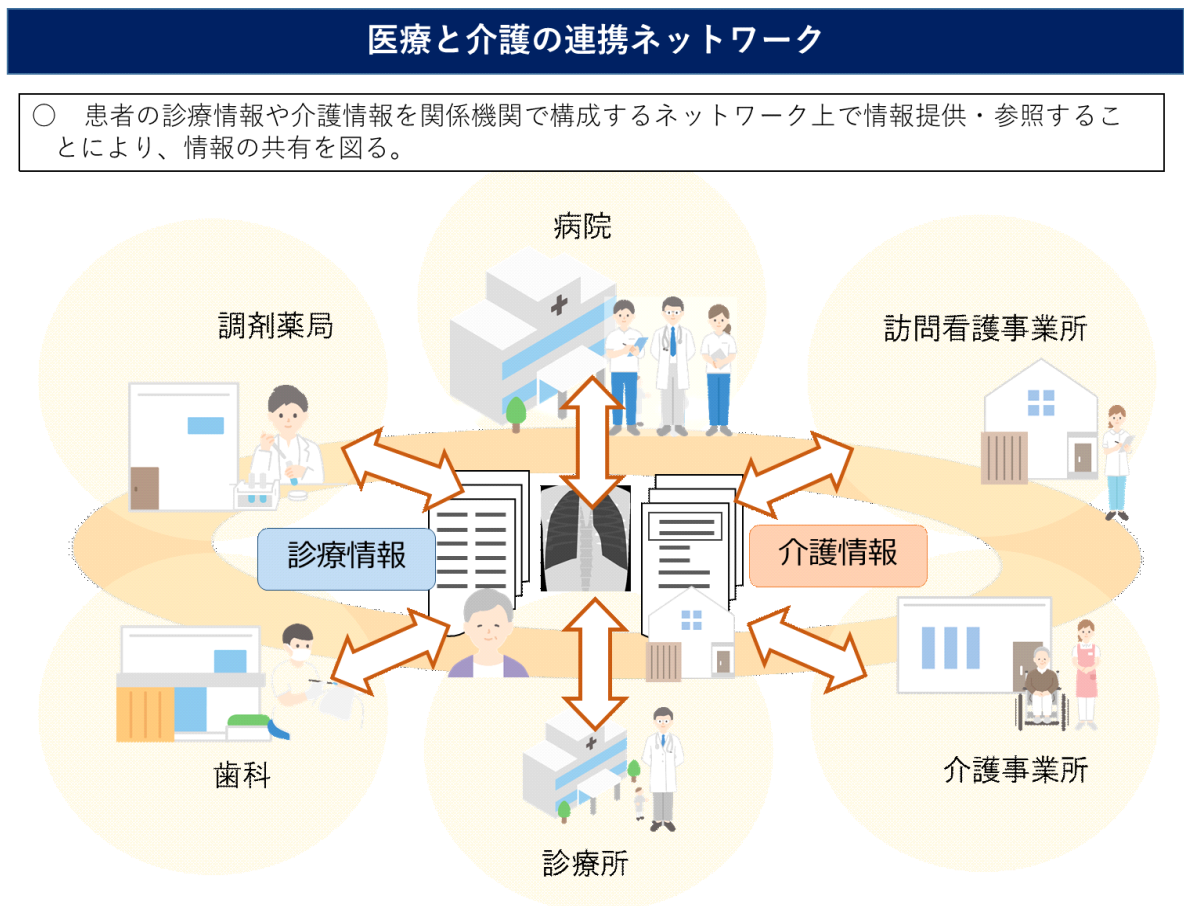 医療と介護の連携ネットワーク
○　患者の診療情報や介護情報を関係機関で構成するネットワーク上で情報提供・参照するこ
とにより、情報の共有を図る。
病院
調剤薬局
訪問看護事業所
診療情報
介護情報
歯科
介護事業所
診療所